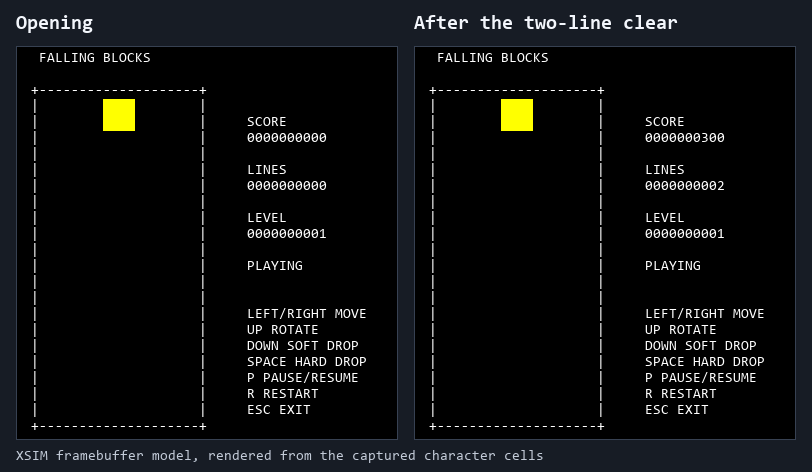 Opening
FALLING BLOCKS
+--------------------+
SCORE
0000000000
LINES
0000000000
LEVEL
0000000001
PLAYING
LEFT/RIGHT MOVE
UP ROTATE
DOWN SOFT DROP
SPACE HARD DROP
P PAUSE/RESUME
R RESTART
ESC EXIT
+--------------------+
After the two-line clear
FALLING BLOCKS
+--------------------+
SCORE
0000000300
LINES
0000000002
LEVEL
0000000001
PLAYING
LEFT/RIGHT MOVE
UP ROTATE
DOWN SOFT DROP
SPACE HARD DROP
P PAUSE/RESUME
R RESTART
ESC EXIT
+--------------------+
XSIM framebuffer model, rendered from the captured character cells